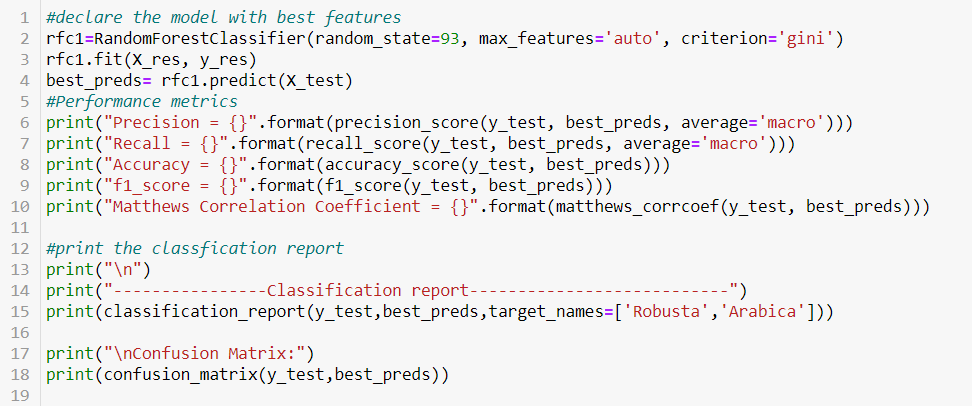 1 #declare the model with best features
2 rfc1=RandomForestClassifier(random_state=93, max_features='auto', criterion='gini')
3 rfc1.fit(X_res, y_res)
4 best_preds= rfc1.predict(X_test)
5 #Performance metrics
6 print("Precision = {}".format(precision_score(y_test, best_preds, average='macro')))
7 print("Recall = {}".format(recall_score(y_test, best_preds, average='macro')))
8 print("Accuracy = {}".format(accuracy_score(y_test, best_preds)))
9 print("f1_score = {}".format(f1_score(y_test, best_preds)))
10 print("Matthews Correlation Coefficient = {}".format(matthews_corrcoef(y_test, best_preds)))
11
12 #print the classfication report
13 print("\n")
14 print("----------------Classification report---------------------------")
15 print(classification_report(y_test,best_preds,target_names=['Robusta','Arabica']))
16
17 print("\nConfusion Matrix:")
18 print(confusion_matrix(y_test,best_preds))
19